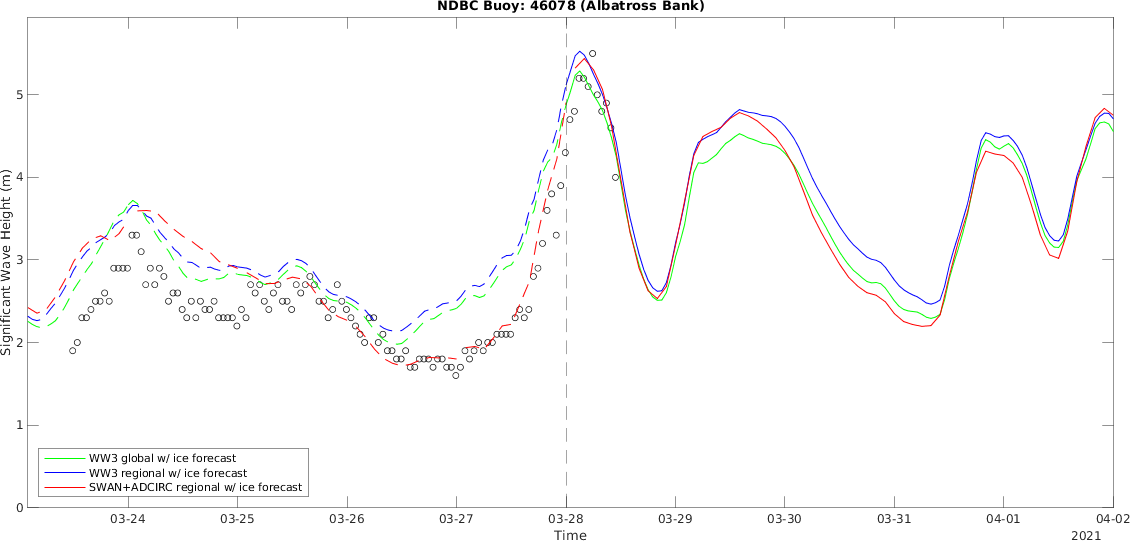 NDBC Buoy: 46078 (Albatross Bank)
Significant Wave Height (m)
5
4
3
2
1
0
WW3 global w/ ice forecast
WW3 regional w/ ice forecast
SWAN+ADCIRC regional w/ ice forecast
03-24 03-25 03-26 03-27 03-28 03-29 03-30 03-31 04-01 04-02
Time
2021